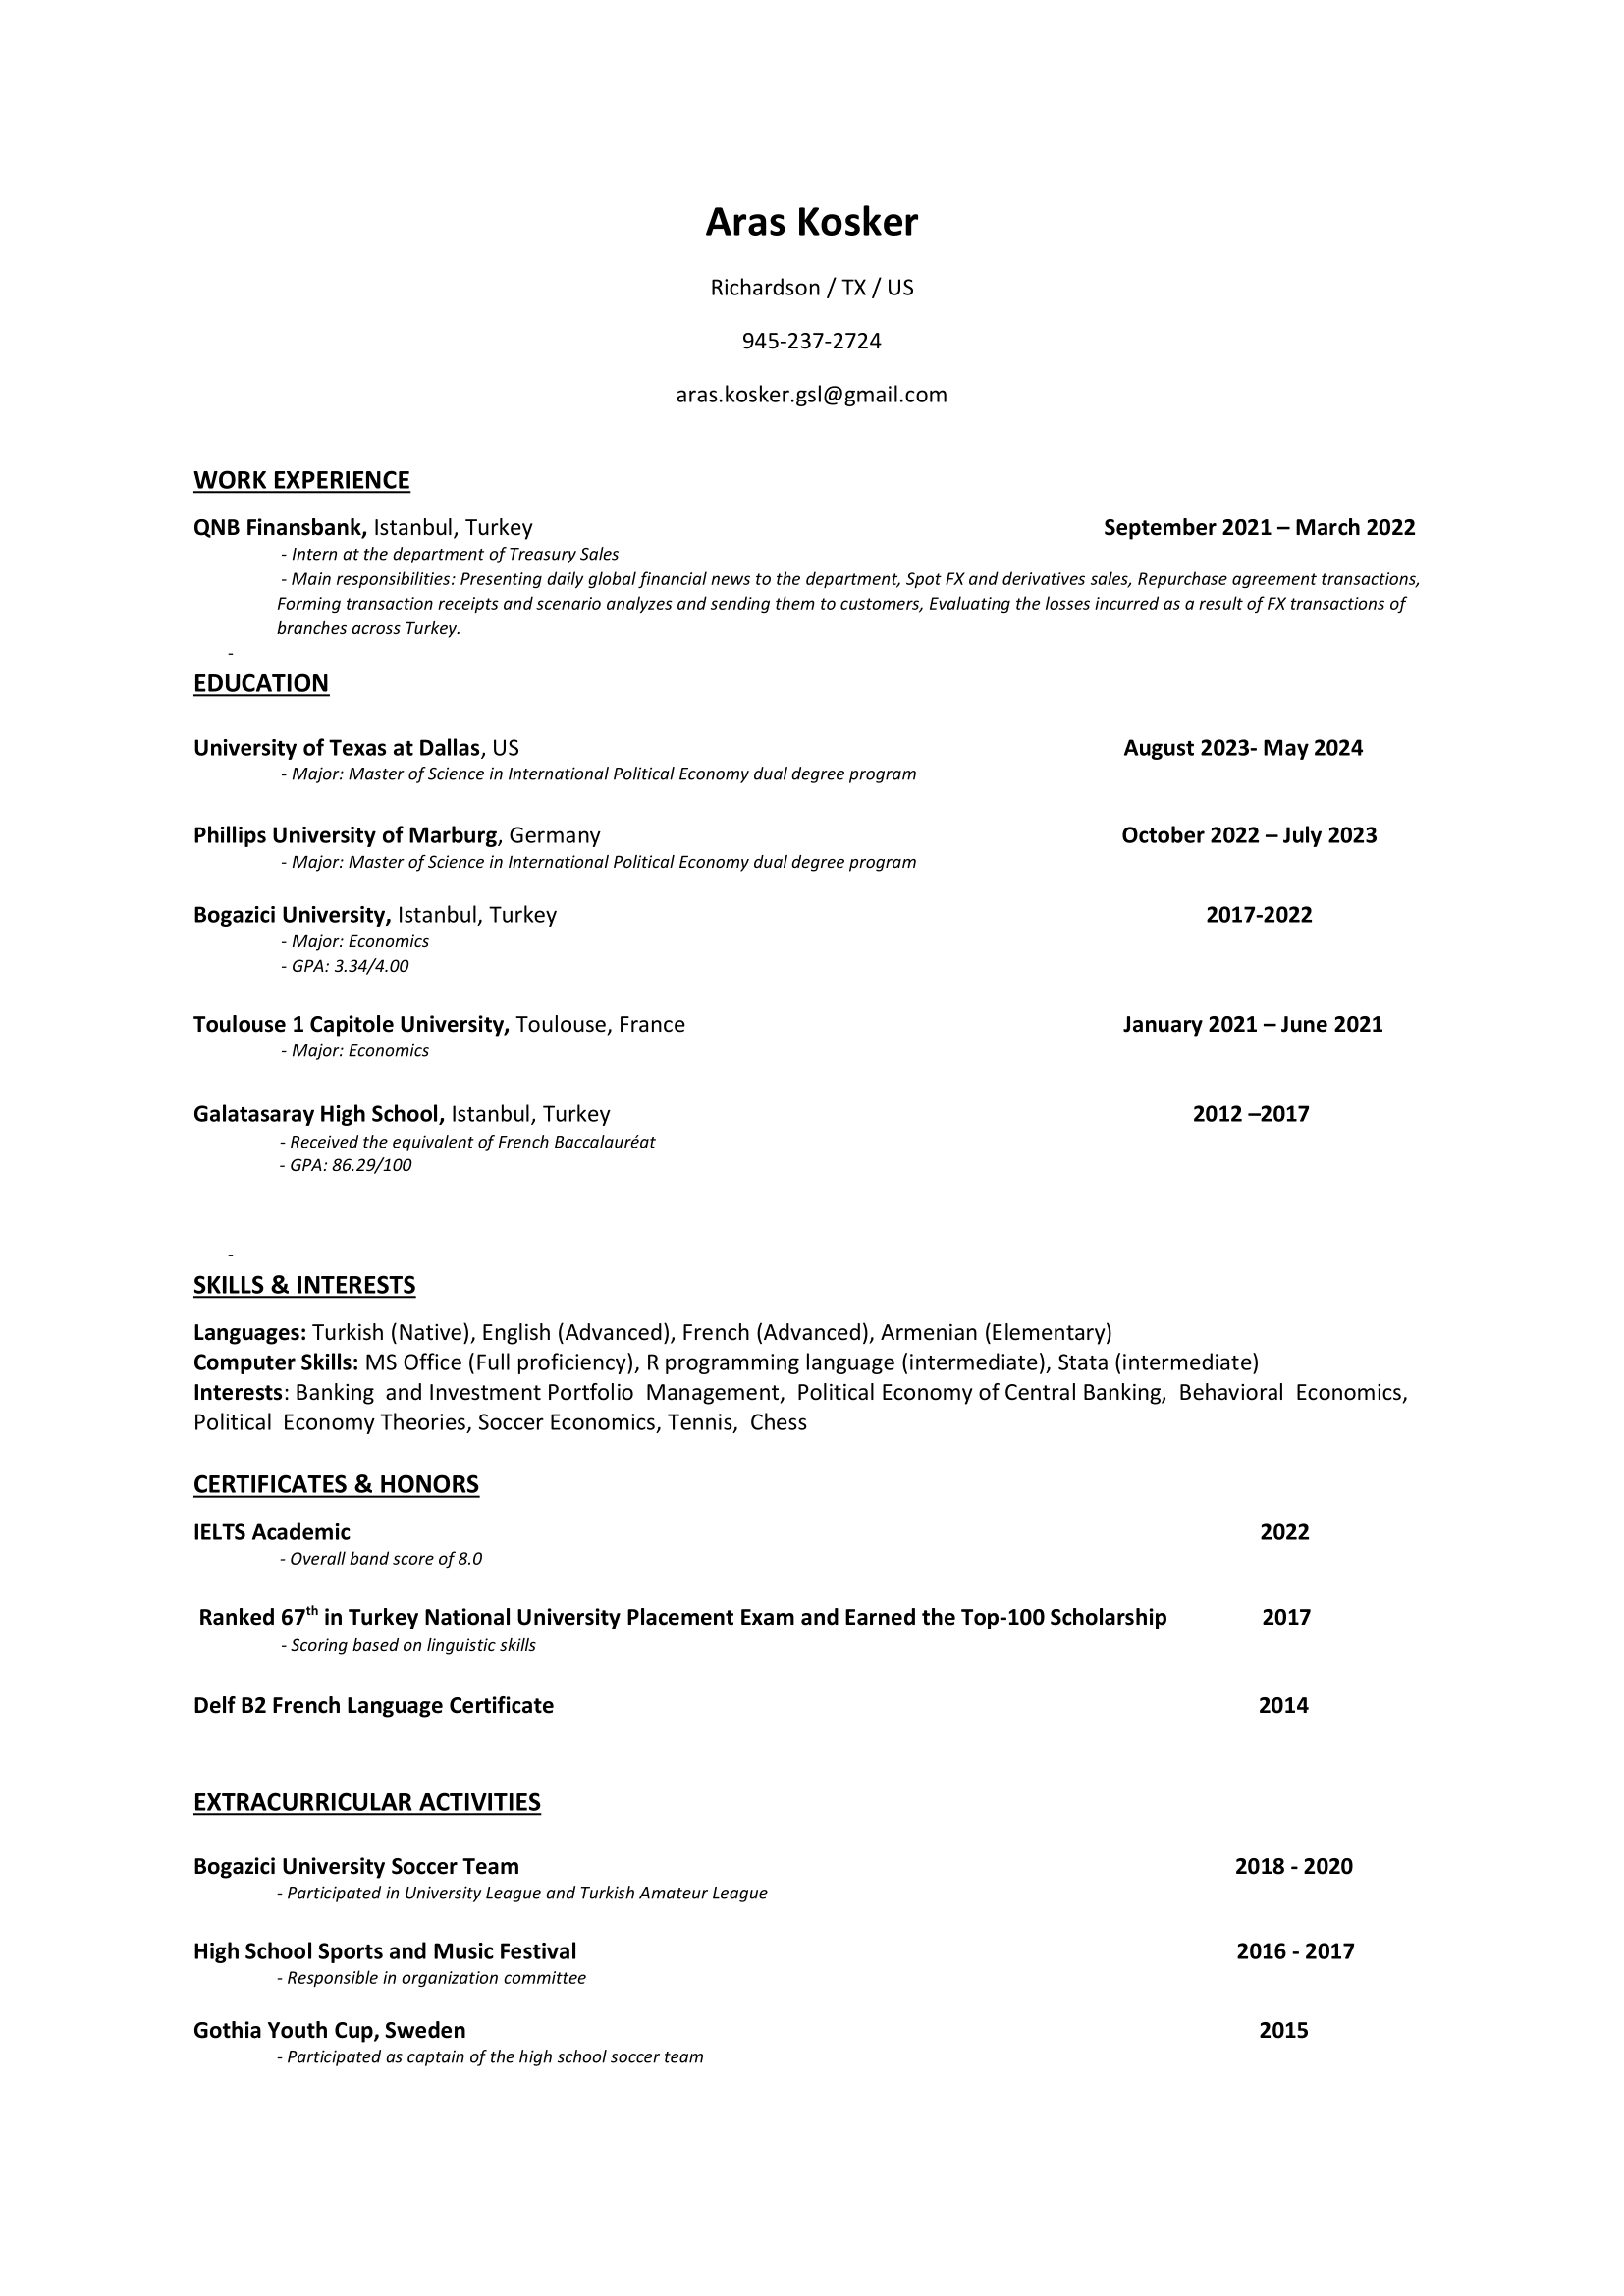 Aras Kosker
Richardson / TX / US
945-237-2724
aras.kosker.gsl@gmail.com
WORK EXPERIENCE
QNB Finansbank, Istanbul, Turkey September 2021 – March 2022
- Intern at the department of Treasury Sales
- Main responsibilities: Presenting daily global financial news to the department, Spot FX and derivatives sales, Repurchase agreement transactions,
Forming transaction receipts and scenario analyzes and sending them to customers, Evaluating the losses incurred as a result of FX transactions of
branches across Turkey.
-
EDUCATION
University of Texas at Dallas, US August 2023- May 2024
- Major: Master of Science in International Political Economy dual degree program
Phillips University of Marburg, Germany October 2022 – July 2023
- Major: Master of Science in International Political Economy dual degree program
Bogazici University, Istanbul, Turkey 2017-2022
- Major: Economics
- GPA: 3.34/4.00
Toulouse 1 Capitole University, Toulouse, France January 2021 – June 2021
- Major: Economics
Galatasaray High School, Istanbul, Turkey 2012 –2017
- Received the equivalent of French Baccalauréat
- GPA: 86.29/100
-
SKILLS & INTERESTS
Languages: Turkish (Native), English (Advanced), French (Advanced), Armenian (Elementary)
Computer Skills: MS Office (Full proficiency), R programming language (intermediate), Stata (intermediate)
Interests: Banking and Investment Portfolio Management, Political Economy of Central Banking, Behavioral Economics,
Political Economy Theories, Soccer Economics, Tennis, Chess
CERTIFICATES & HONORS
IELTS Academic 2022
- Overall band score of 8.0
Ranked 67th in Turkey National University Placement Exam and Earned the Top-100 Scholarship 2017
- Scoring based on linguistic skills
Delf B2 French Language Certificate 2014
EXTRACURRICULAR ACTIVITIES
Bogazici University Soccer Team 2018 - 2020
- Participated in University League and Turkish Amateur League
High School Sports and Music Festival 2016 - 2017
- Responsible in organization committee
Gothia Youth Cup, Sweden 2015
- Participated as captain of the high school soccer team